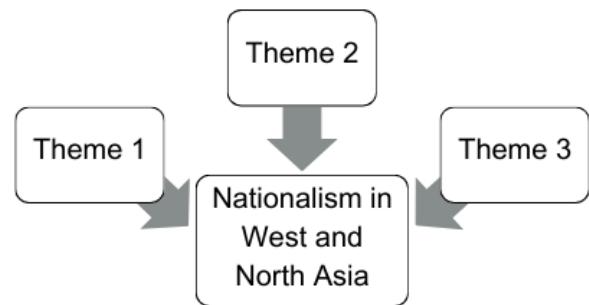 Theme 2
Theme 1
Theme 3
Nationalism in
West and
North Asia